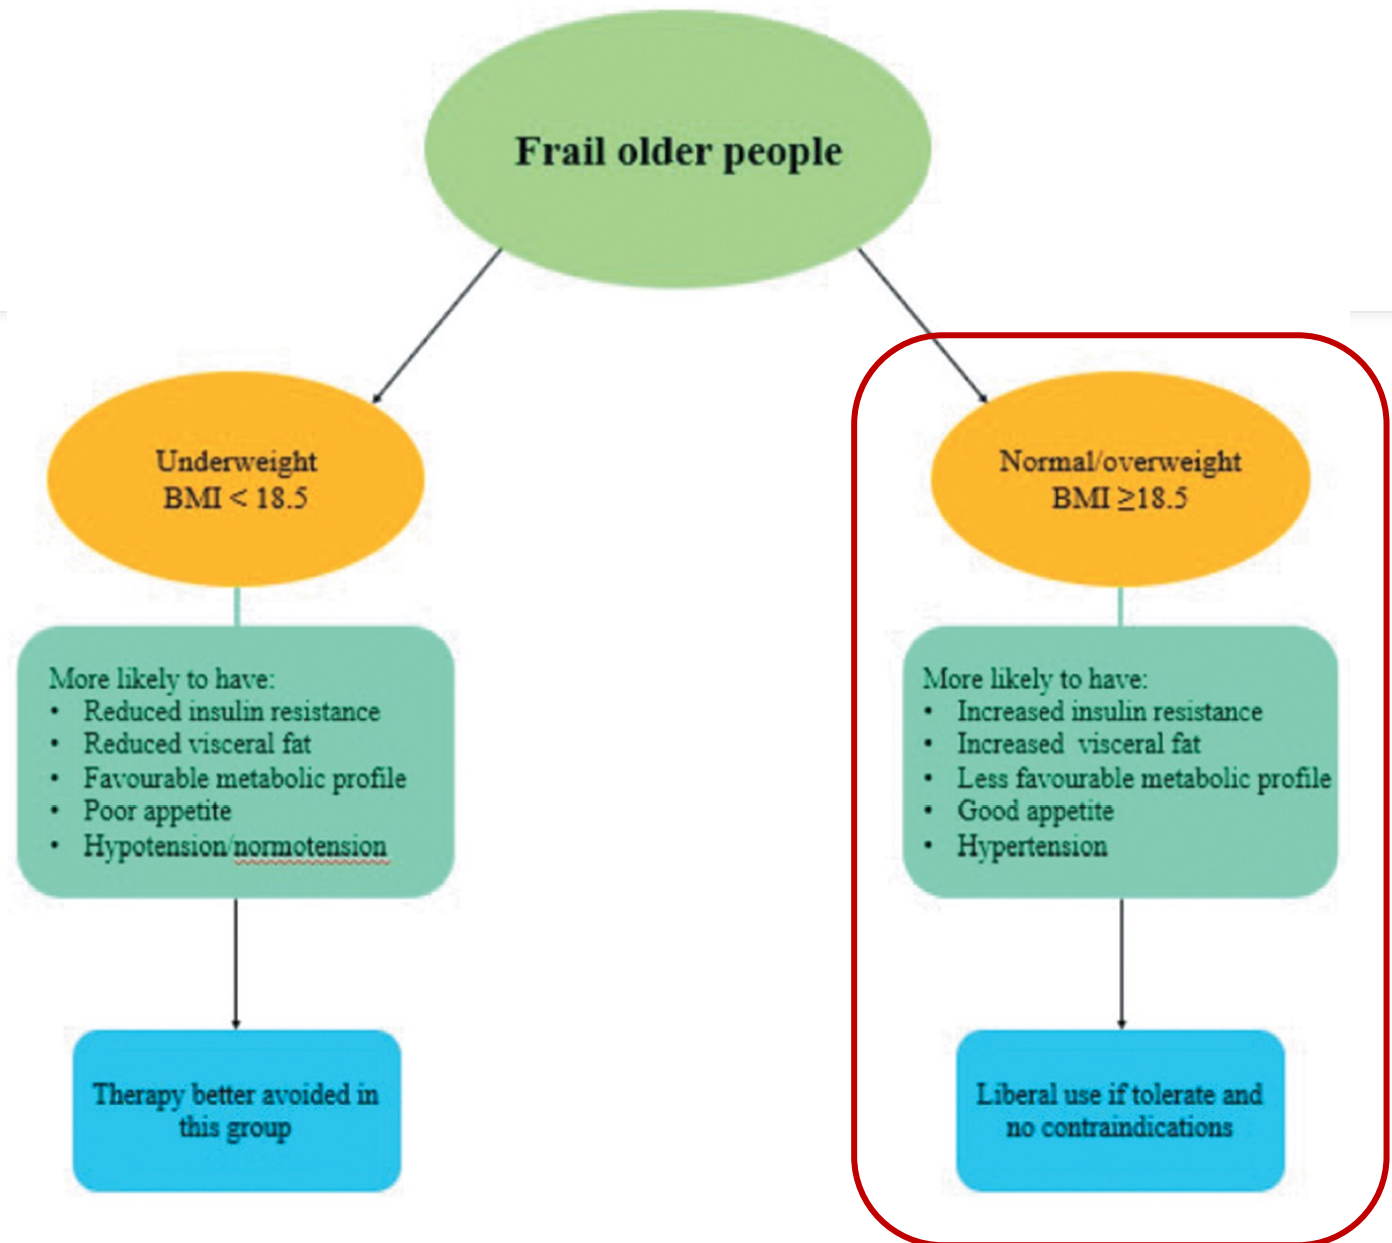 Frail older people
Underweight
BMI < 18.5
More likely to have:
• Reduced insulin resistance
• Reduced visceral fat
• Favourable metabolic profile
• Poor appetite
• Hypotension/normotension
Therapy better avoided in
this group
Normal/overweight
BMI ≥18.5
More likely to have:
• Increased insulin resistance
• Increased visceral fat
• Less favourable metabolic profile
• Good appetite
• Hypertension
Liberal use if tolerate and
no contraindications